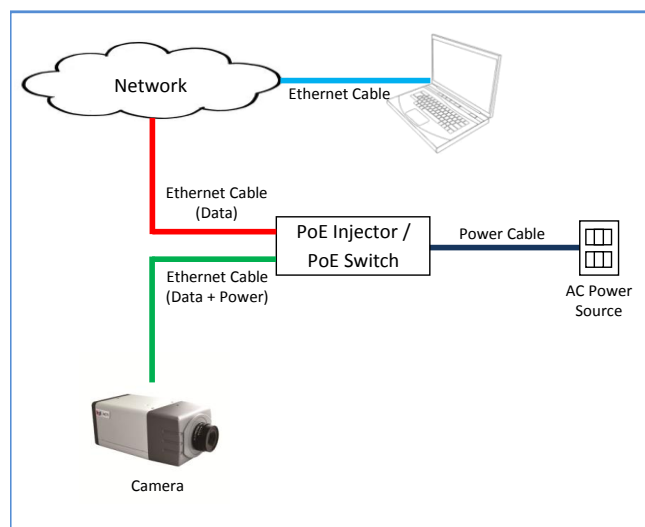 Network
Ethernet Cable
Ethernet Cable
(Data)
PoE Injector /
PoE Switch
Power Cable
Ethernet Cable
(Data + Power)
AC Power
Source
Camera